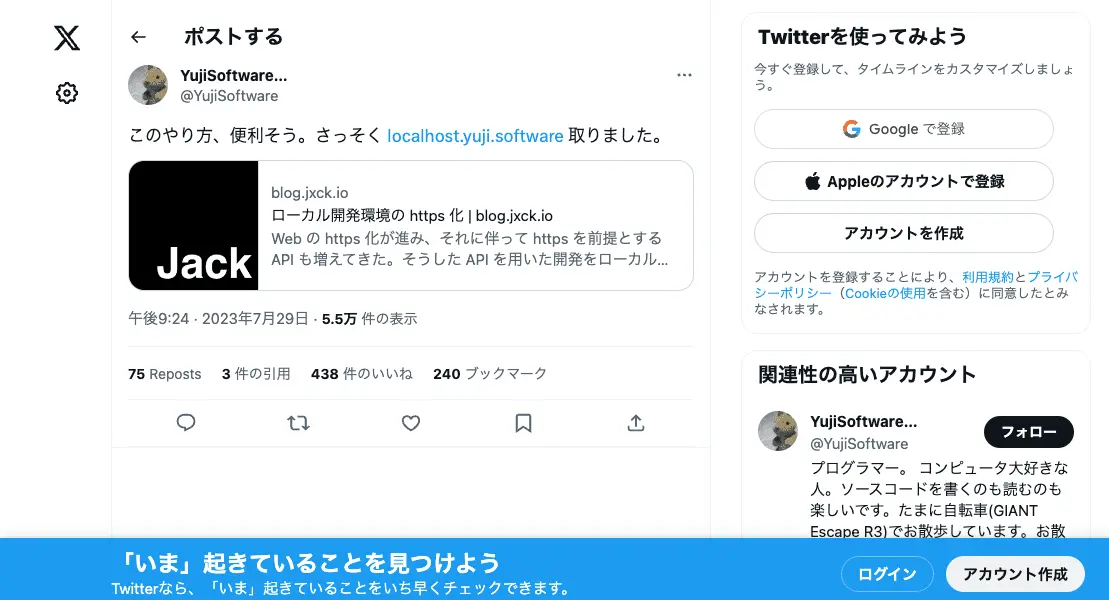 ポストする
YujiSoftware...
@YujiSoftware
このやり方、便利そう。さっそく localhost.yuji.software 取りました。
Jack
blog.jxck.io
ローカル開発環境の https 化 | blog.jxck.io
Web の https 化が進み、それに伴って https を前提とする
API も増えてきた。そうした API を用いた開発をローカル...
午後9:24 · 2023年7月29日 · 5.5万 件の表示
75 Reposts 3 件の引用 438 件のいいね 240 ブックマーク
Twitterを使ってみよう
今すぐ登録して、タイムラインをカスタマイズしましょ
う。
Google で登録
Appleのアカウントで登録
アカウントを作成
アカウントを登録することにより、利用規約とプライバ
シーポリシー（Cookieの使用を含む）に同意したとみ
なされます。
関連性の高いアカウント
YujiSoftware...
@YujiSoftware
フォロー
プログラマー。 コンピュータ大好きな
人。ソースコードを書くのも読むのも
楽しいです。たまに自転車(GIANT
Escape R3)でお散歩しています。お散
「いま」起きていることを見つけよう
Twitterなら、「いま」起きていることをいち早くチェックできます。
ログイン
アカウント作成